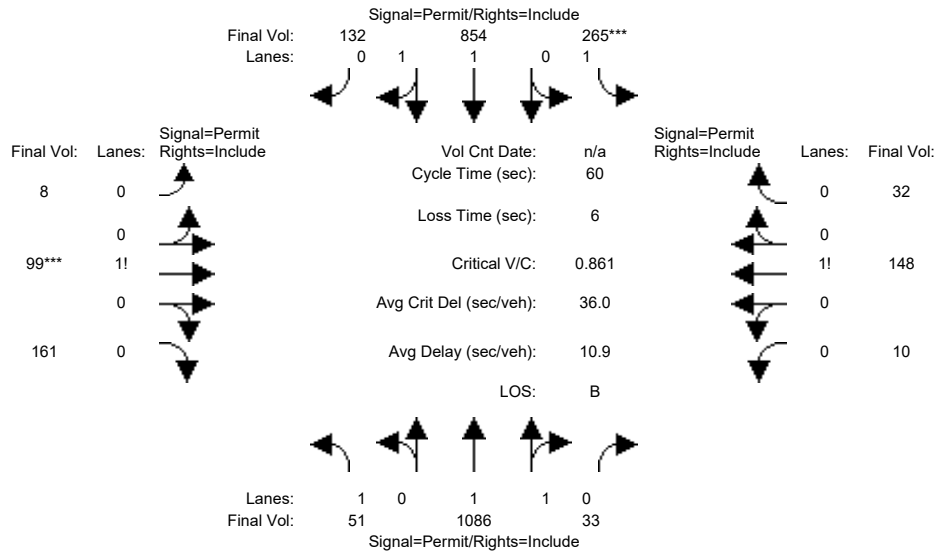 Signal=Permit/Rights=Include
Final Vol: 132 854 265***
Lanes: 0 1 1 0 1
Signal=Permit Signal=Permit
Final Vol: Lanes: Rights=Include Vol Cnt Date: n/a Rights=Include Lanes: Final Vol:
Cycle Time (sec): 60
8 0 0 32
Loss Time (sec): 6
0 0
99*** 1! Critical V/C: 0.861 1! 148
0 Avg Crit Del (sec/veh): 36.0 0
161 0 Avg Delay (sec/veh): 10.9 0 10
LOS: B
Lanes: 1 0 1 1 0
Final Vol: 51 1086 33
Signal=Permit/Rights=Include